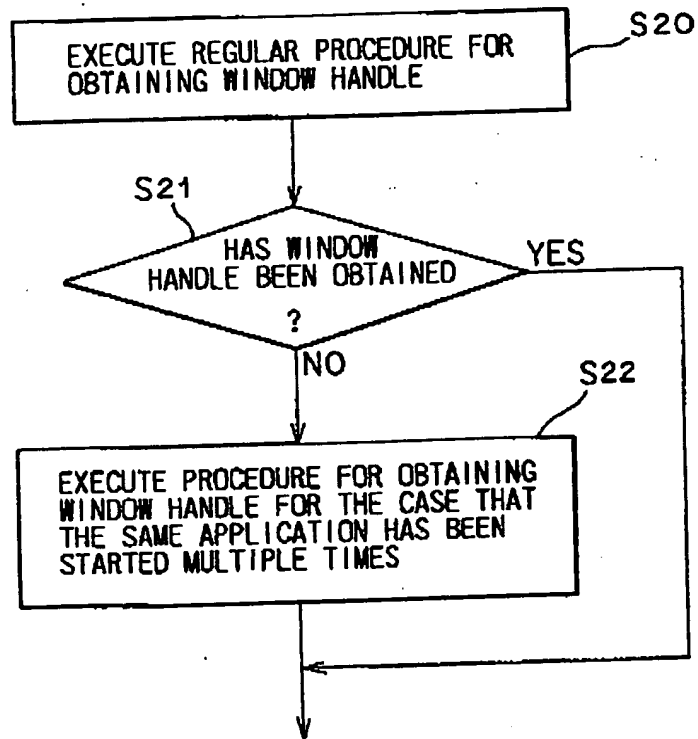 S20
EXECUTE REGULAR PROCEDURE FOR
OBTAINING WINDOW HANDLE
S21
HAS WINDOW
HANDLE BEEN OBTAINED
?
YES
NO
S22
EXECUTE PROCEDURE FOR OBTAINING
WINDOW HANDLE FOR THE CASE THAT
THE SAME APPLICATION HAS BEEN
STARTED MULTIPLE TIMES